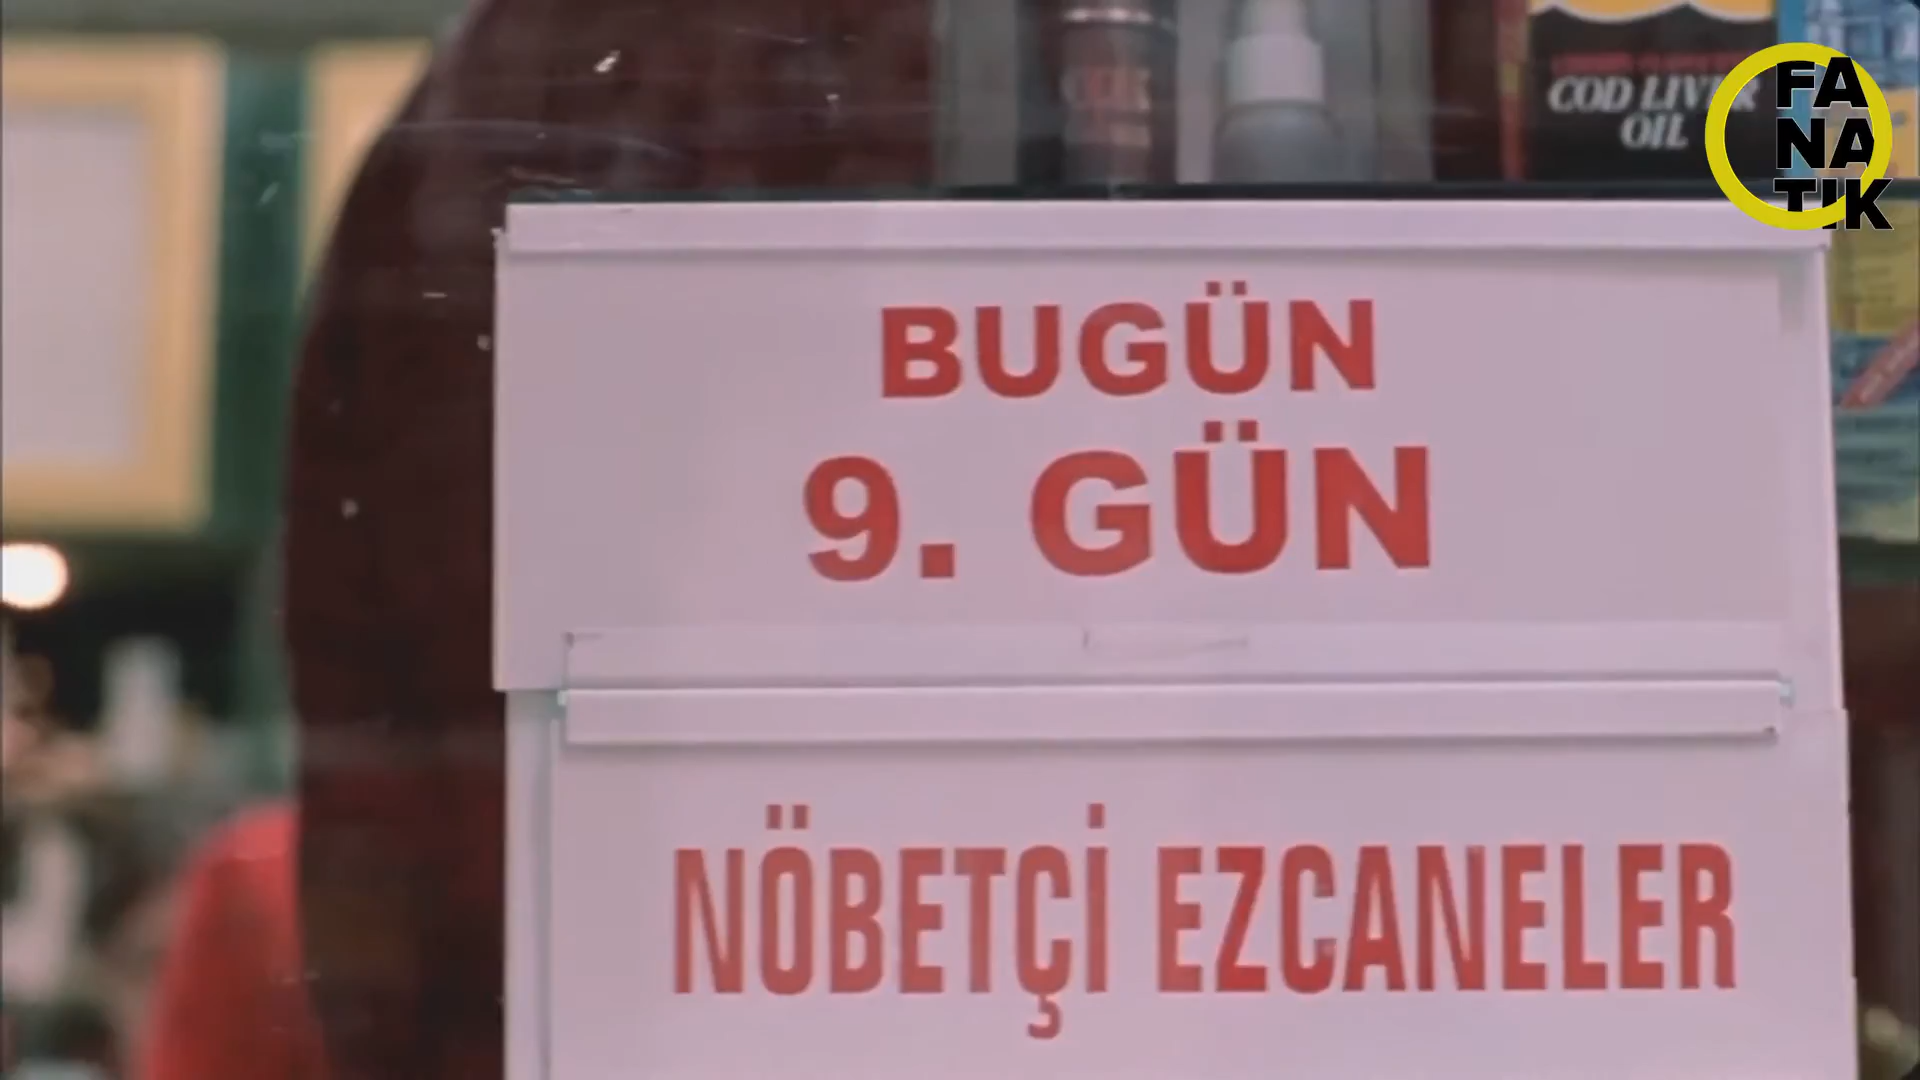 COD LIVER
OIL
FA
NA
TIK
BUGÜN
9. GÜN
NÖBETÇİ EZCANELER